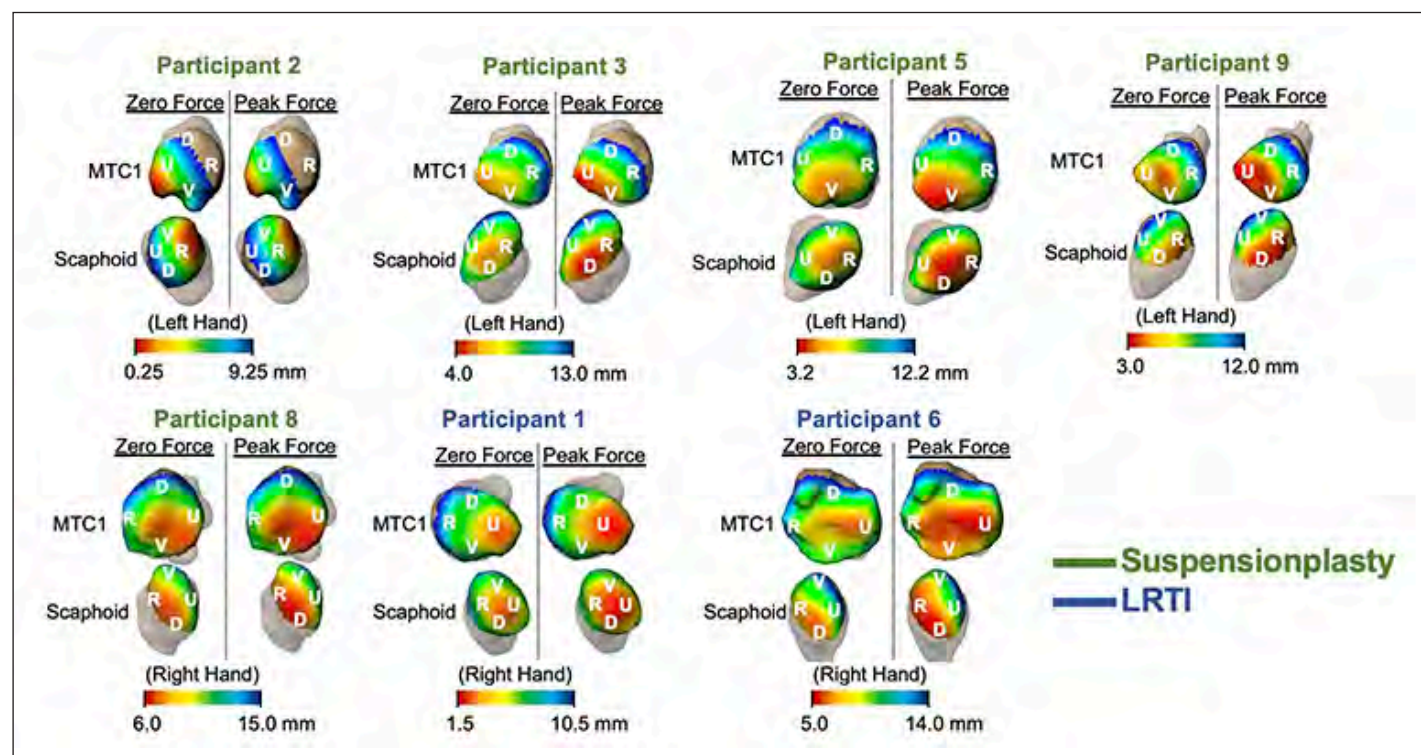 Participant 2
Zero Force Peak Force
D D
U R U R
MTC1
V V
V V
U R U R
Scaphoid
D D
(Left Hand)
0.25 9.25 mm
Participant 3
Zero Force Peak Force
D D
U R U R
MTC1
V V
V V
U R U R
Scaphoid
D D
(Left Hand)
4.0 13.0 mm
Participant 5
Zero Force Peak Force
D D
U R U R
MTC1
V V
V V
U R U R
Scaphoid
D D
(Left Hand)
3.2 12.2 mm
Participant 9
Zero Force Peak Force
D D
U R U R
MTC1
V V
V V
U R U R
Scaphoid
D D
(Left Hand)
3.0 12.0 mm
Participant 8
Zero Force Peak Force
D D
R U R U
MTC1
V V
V V
R U R U
Scaphoid
D D
(Right Hand)
6.0 15.0 mm
Participant 1
Zero Force Peak Force
D D
R U R U
MTC1
V V
V V
R U R U
Scaphoid
D D
(Right Hand)
1.5 10.5 mm
Participant 6
Zero Force Peak Force
D D
R U R U
MTC1
V V
V V
R U R U
Scaphoid
D D
(Right Hand)
5.0 14.0 mm
Suspensionplasty
LRTI